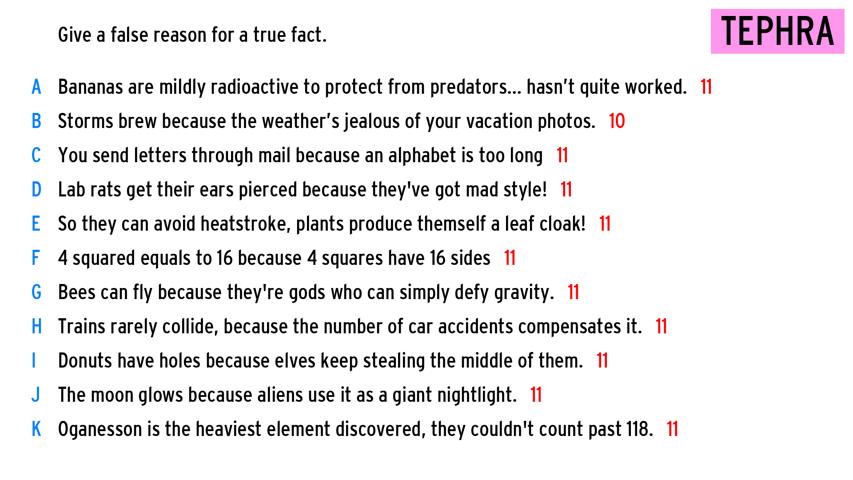 Give a false reason for a true fact.
TEPHRA
A Bananas are mildly radioactive to protect from predators... hasn't quite worked. 11
B Storms brew because the weather's jealous of your vacation photos. 10
C You send letters through mail because an alphabet is too long 11
D Lab rats get their ears pierced because they've got mad style! 11
E So they can avoid heatstroke, plants produce themself a leaf cloak! 11
F 4 squared equals to 16 because 4 squares have 16 sides 11
G Bees can fly because they're gods who can simply defy gravity. 11
H Trains rarely collide, because the number of car accidents compensates it. 11
I Donuts have holes because elves keep stealing the middle of them. 11
J The moon glows because aliens use it as a giant nightlight. 11
K Oganesson is the heaviest element discovered, they couldn't count past 118. 11